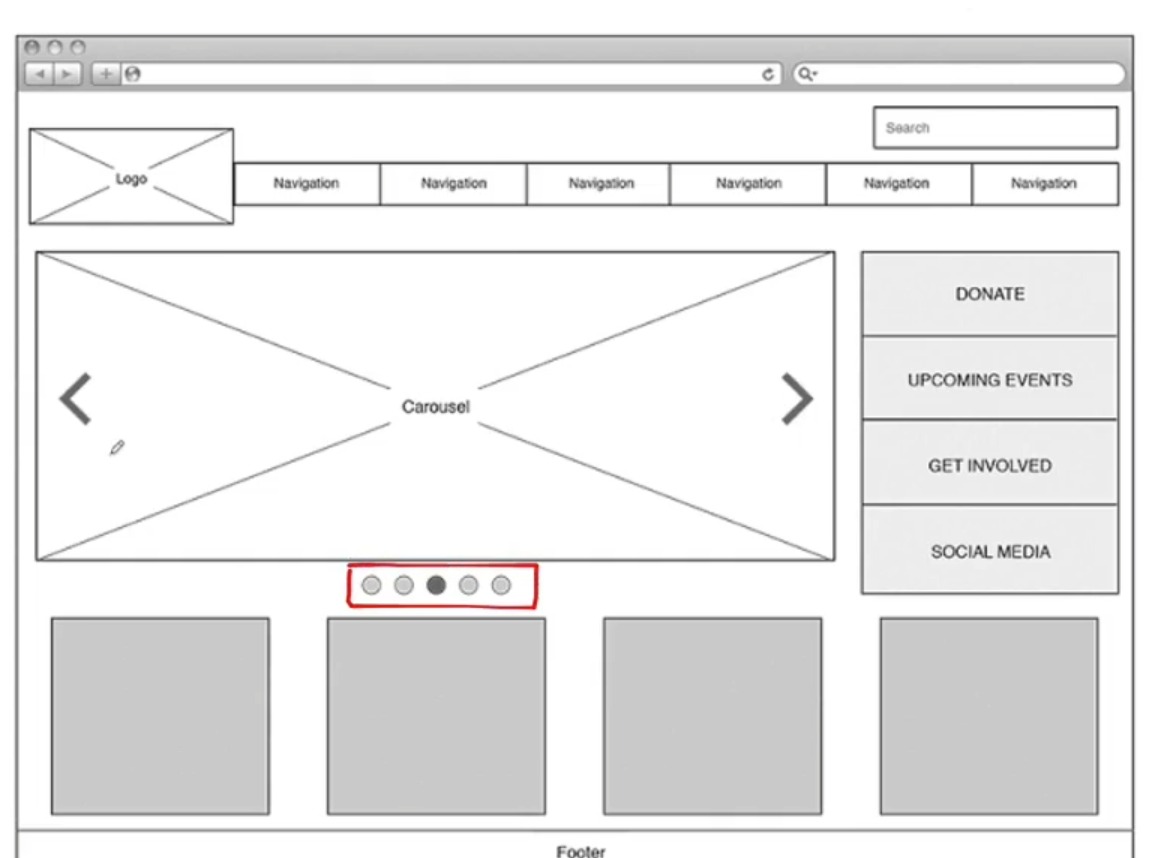 Search
Logo
Navigation Navigation Navigation Navigation Navigation Navigation
Carousel
DONATE
UPCOMING EVENTS
GET INVOLVED
SOCIAL MEDIA
Footer